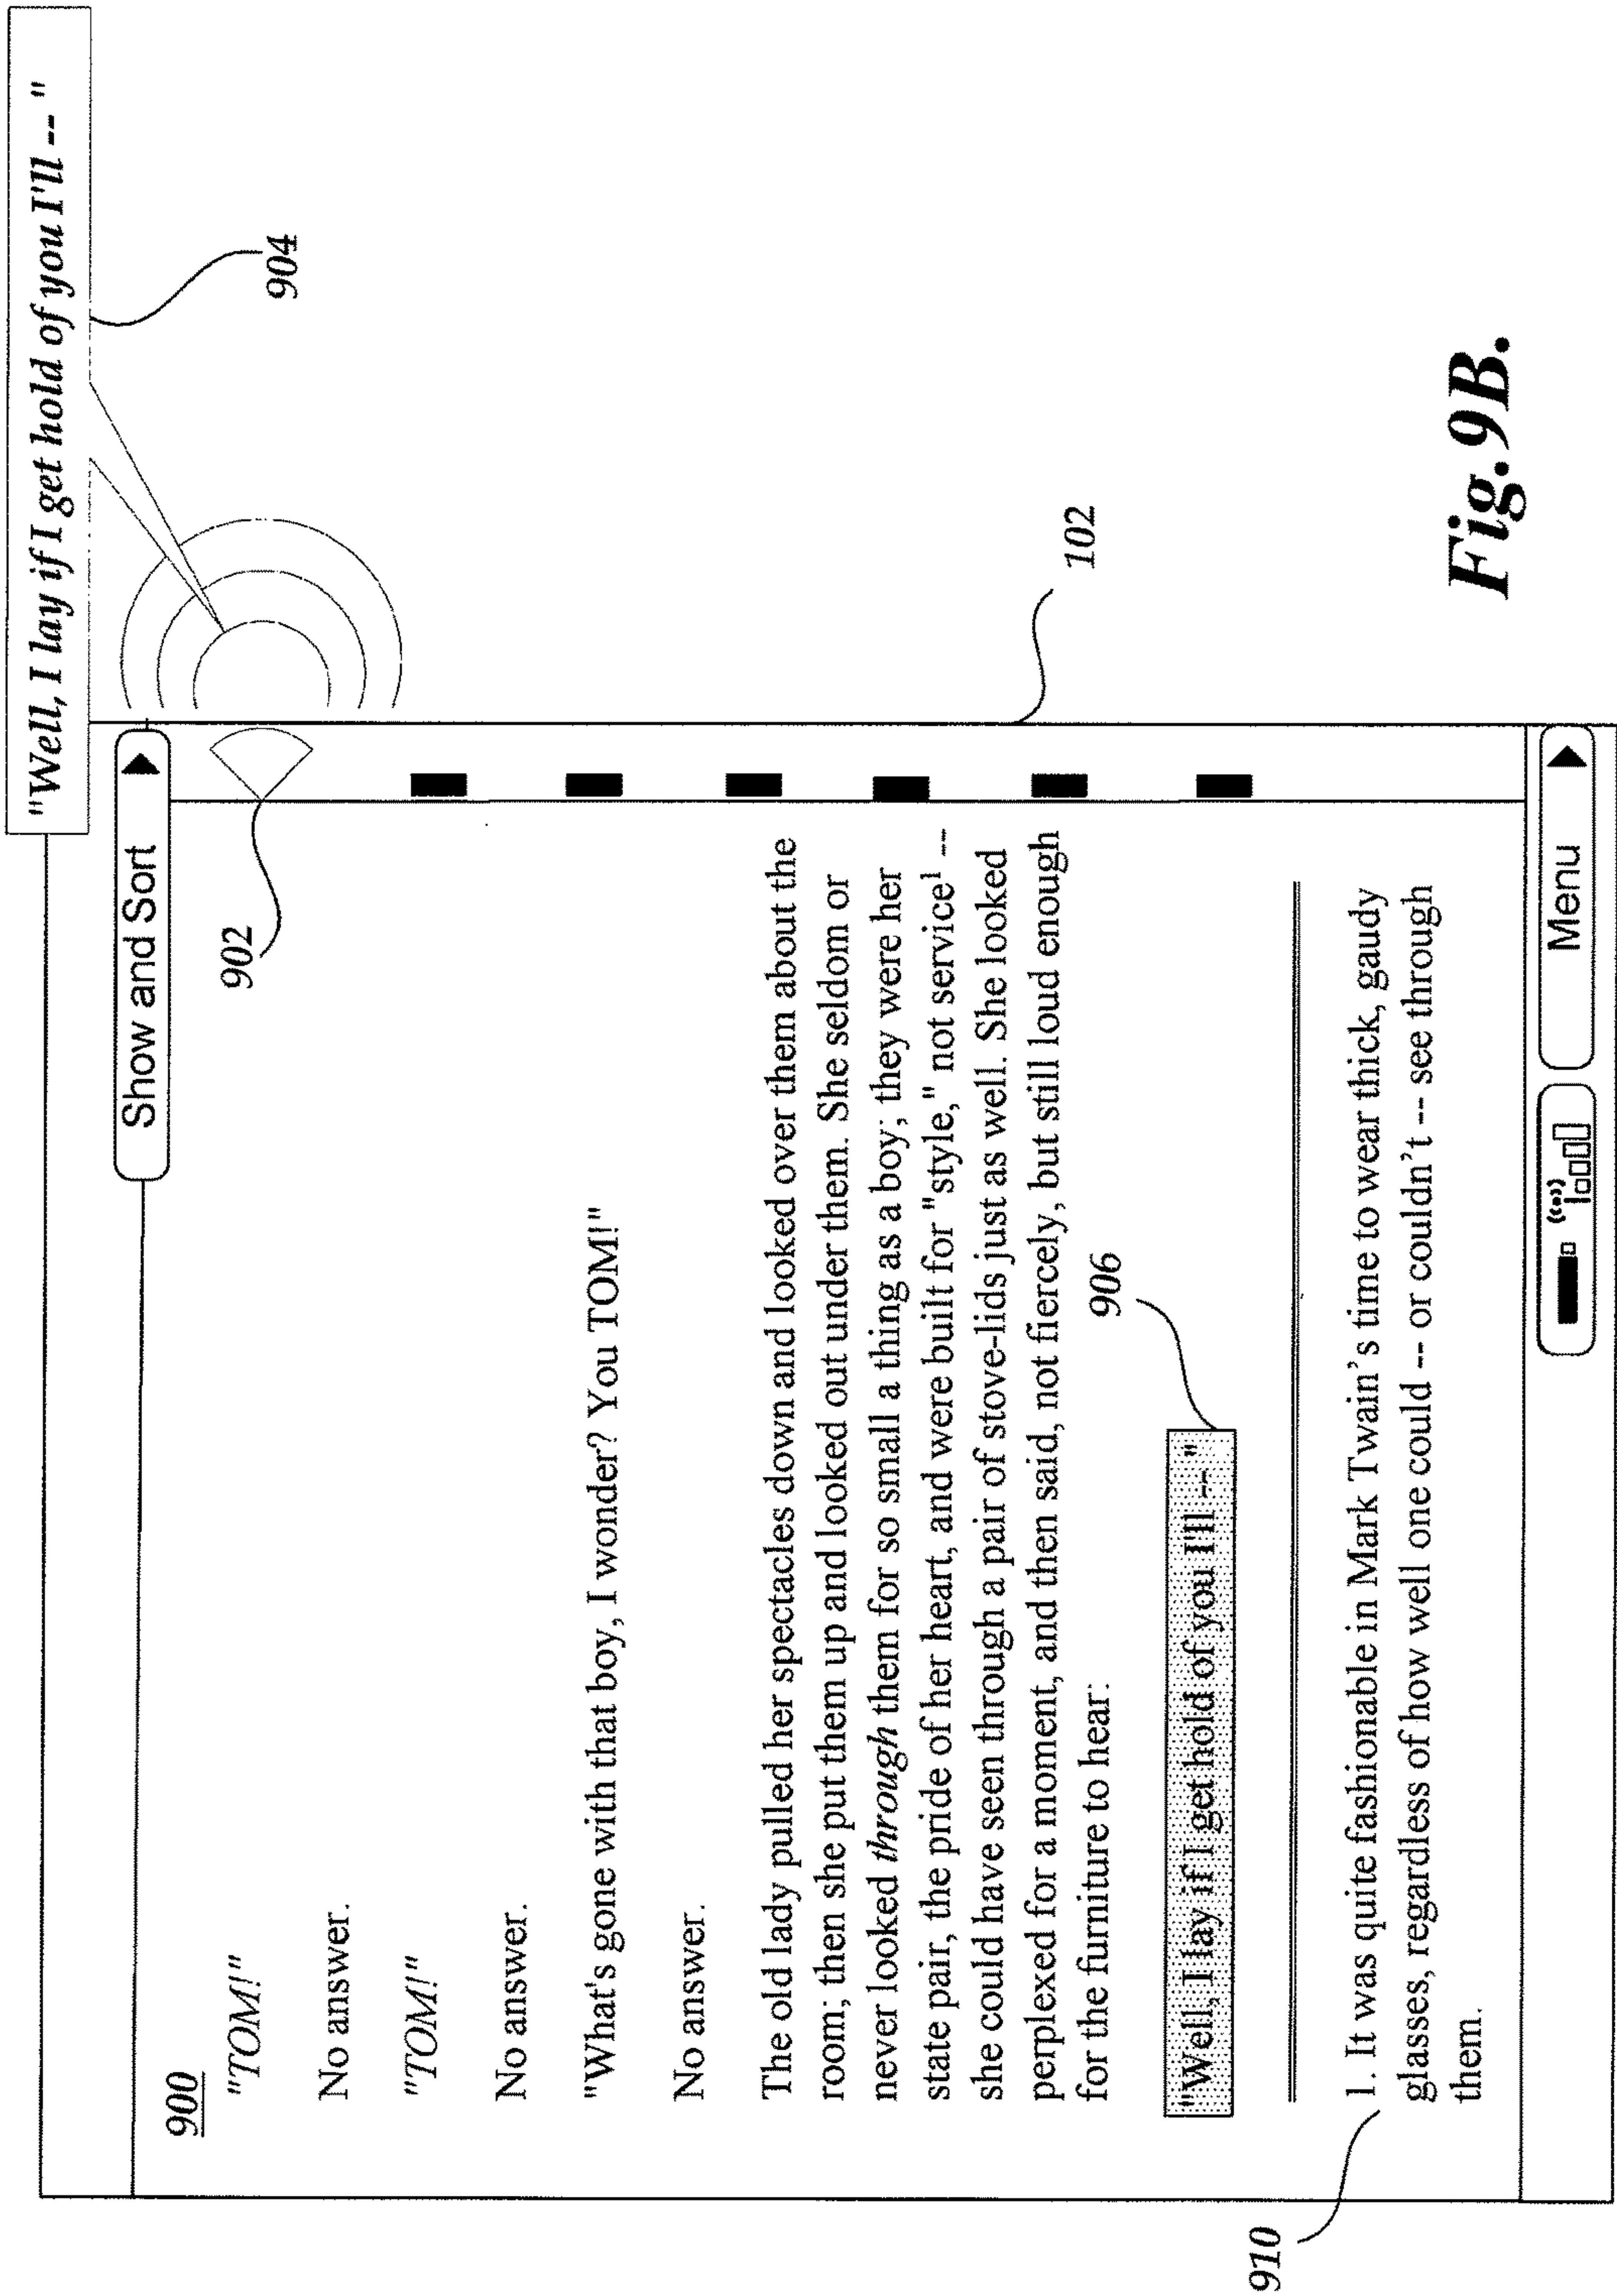 "Well, I lay if I get hold of you I'll -- "
904
Show and Sort
902
900
"TOM!"
No answer.
"TOM!"
No answer.
"What's gone with that boy, I wonder? You TOM!"
No answer.
The old lady pulled her spectacles down and looked over them about the
room; then she put them up and looked out under them. She seldom or
never looked through them for so small a thing as a boy; they were her
state pair, the pride of her heart, and were built for "style," not service¹ --
she could have seen through a pair of stove-lids just as well. She looked
perplexed for a moment, and then said, not fiercely, but still loud enough
for the furniture to hear:
102
906
"Well, I lay if I get hold of you I'll --"
910
1. It was quite fashionable in Mark Twain's time to wear thick, gaudy
glasses, regardless of how well one could -- or couldn't -- see through
them.
Menu
Fig.9B.